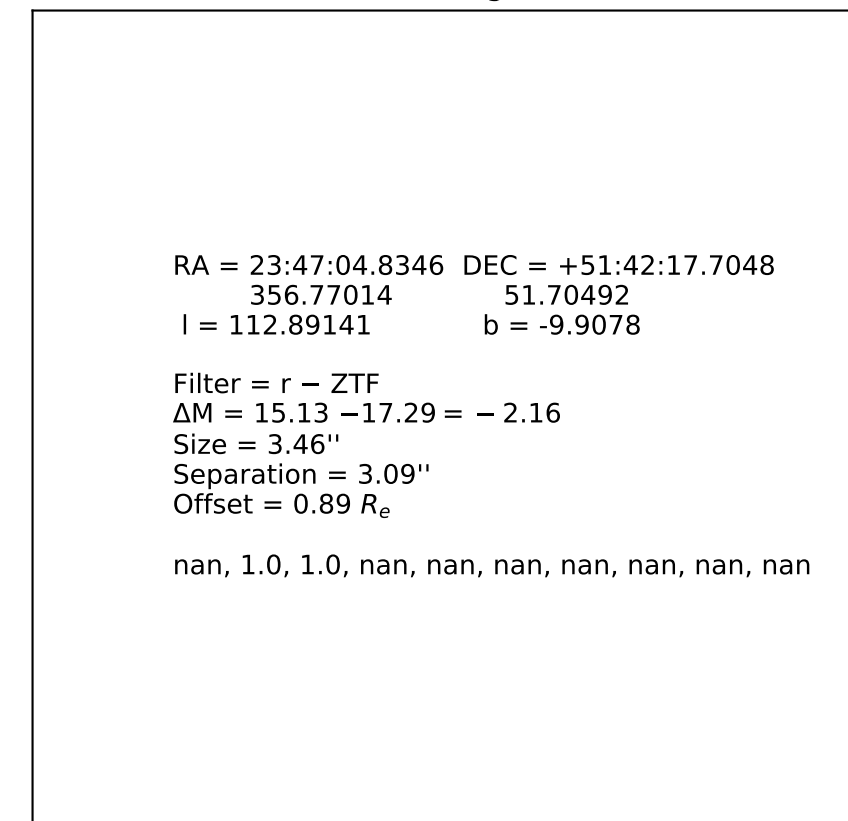 RA = 23:47:04.8346 DEC = +51:42:17.7048
356.77014 51.70492
l = 112.89141 b = -9.9078
Filter = r − ZTF
ΔM = 15.13 −17.29 = − 2.16
Size = 3.46''
Separation = 3.09''
Offset = 0.89 Rₑ
nan, 1.0, 1.0, nan, nan, nan, nan, nan, nan, nan